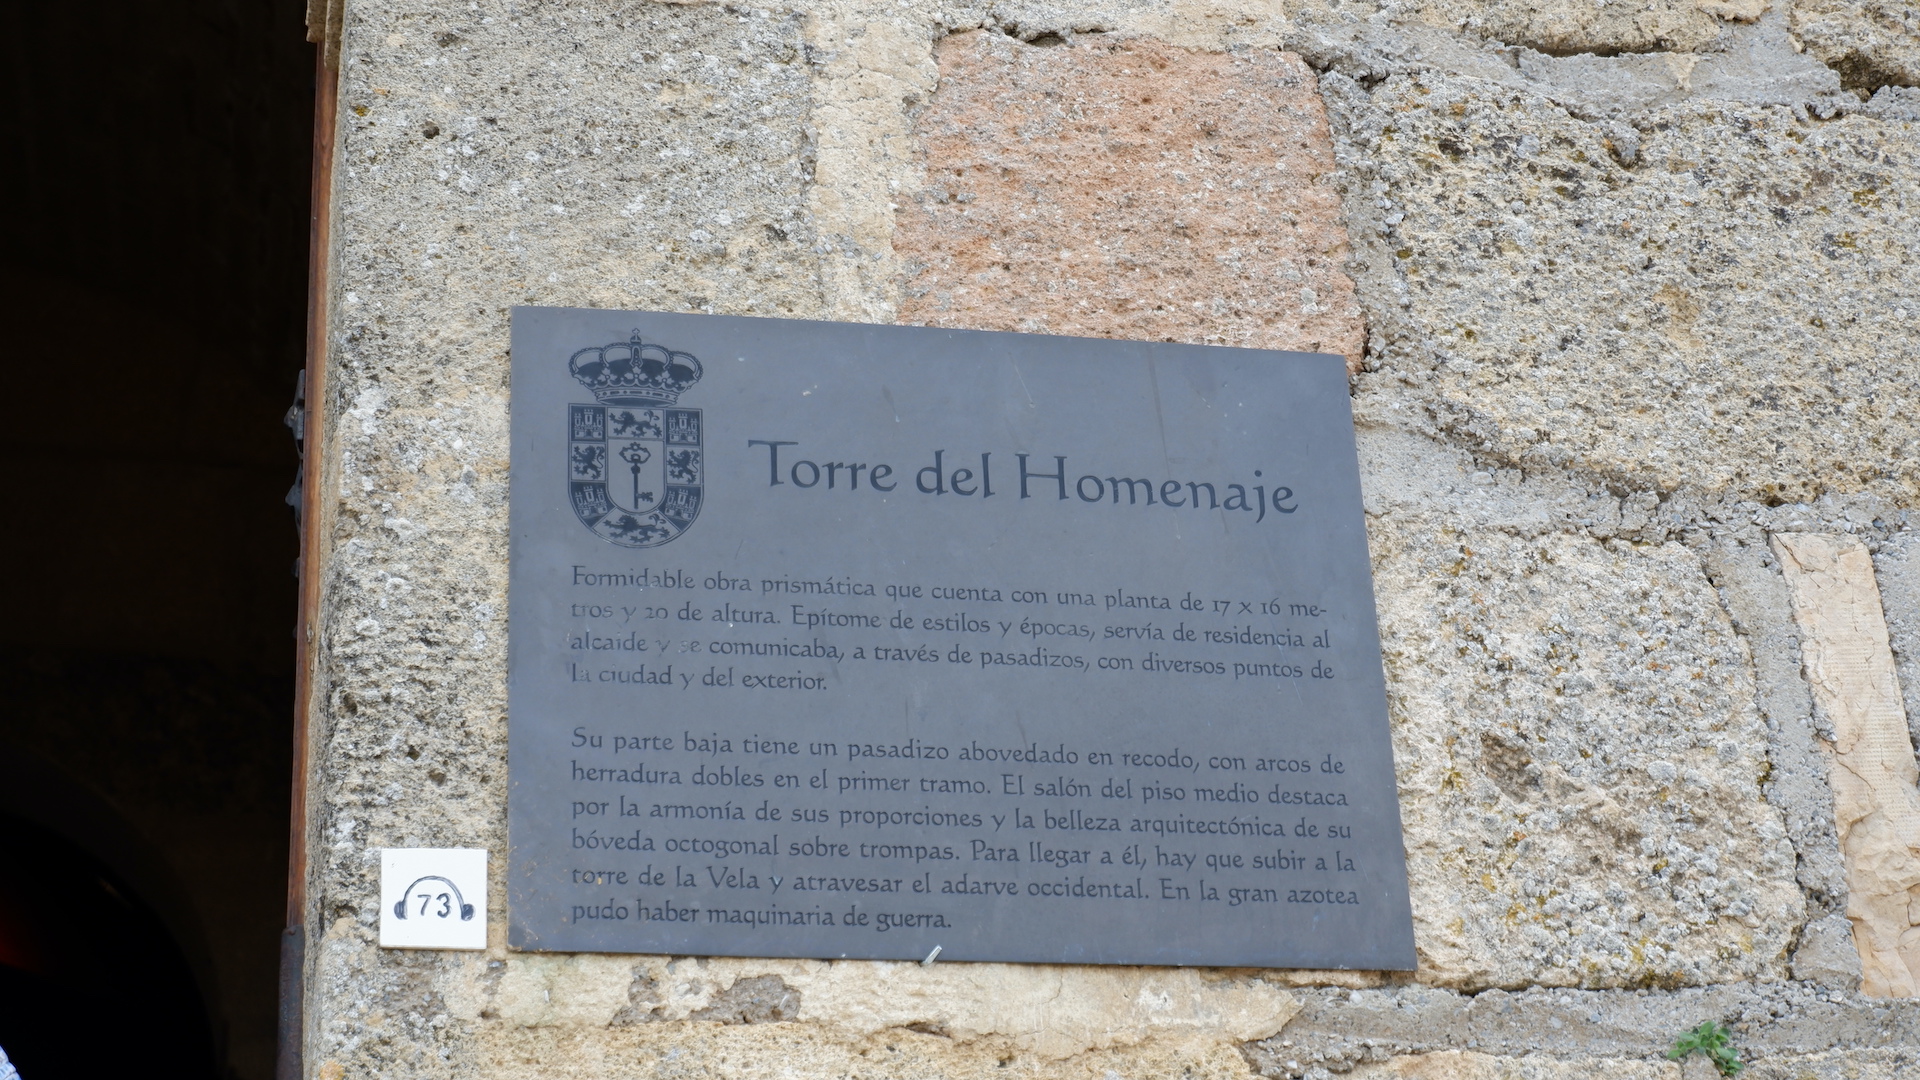 Torre del Homenaje
Formidable obra prismática que cuenta con una planta de 17 x 16 me-
tros y 20 de altura. Epítome de estilos y épocas, servía de residencia al
alcaide y se comunicaba, a través de pasadizos, con diversos puntos de
la ciudad y del exterior.
Su parte baja tiene un pasadizo abovedado en recodo, con arcos de
herradura dobles en el primer tramo. El salón del piso medio destaca
por la armonía de sus proporciones y la belleza arquitectónica de su
bóveda octogonal sobre trompas. Para llegar a él, hay que subir a la
torre de la Vela y atravesar el adarve occidental. En la gran azotea
pudo haber maquinaria de guerra.
73